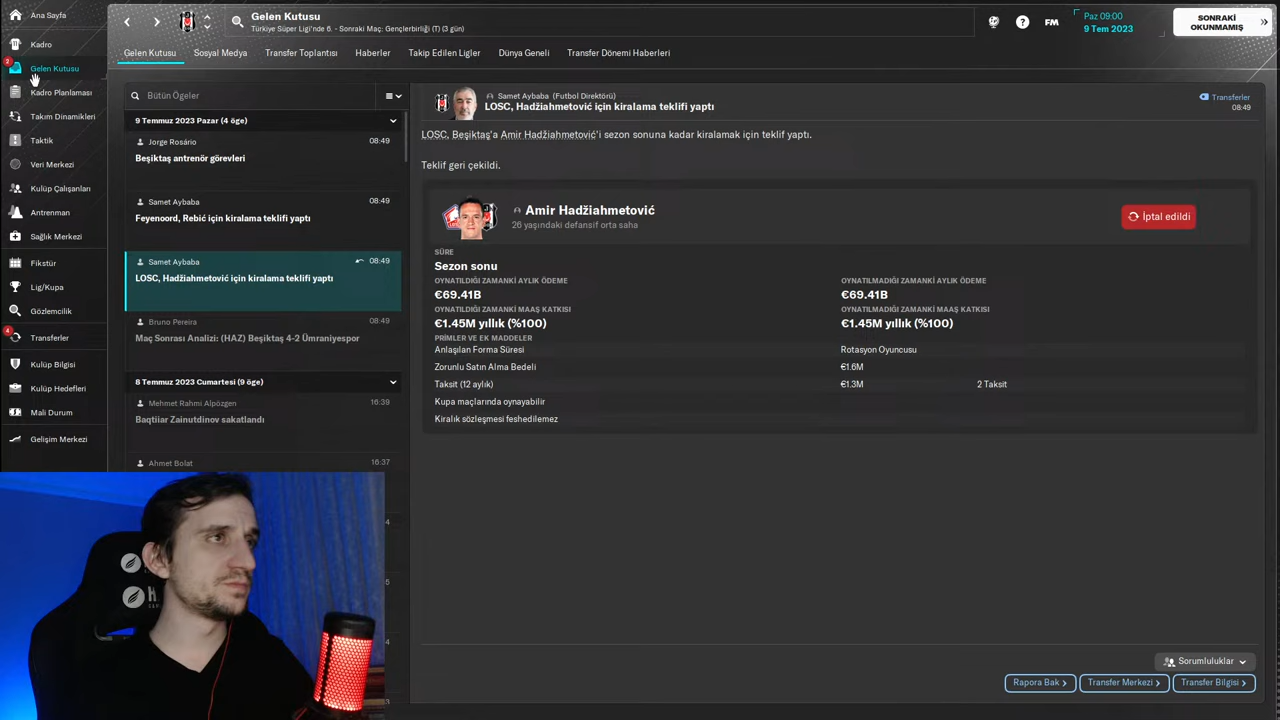 Ana Sayfa
Kadro
2
Gelen Kutusu
Kadro Planlaması
Takım Dinamikleri
Taktik
Veri Merkezi
Kulüp Çalışanları
Antrenman
Sağlık Merkezi
Fikstür
Lig/Kupa
Gözlemcilik
4
Transferler
Kulüp Bilgisi
Kulüp Hedefleri
Mali Durum
Gelişim Merkezi
Gelen Kutusu
Türkiye Süper Ligi'nde 6. - Sonraki Maç: Gençlerbirliği (T) (3 gün)
FM
Paz 09:00
9 Tem 2023
SONRAKİ
OKUNMAMIŞ
Gelen Kutusu
Sosyal Medya
Transfer Toplantısı
Haberler
Takip Edilen Ligler
Dünya Geneli
Transfer Dönemi Haberleri
Bütün Ögeler
9 Temmuz 2023 Pazar (4 öge)
Jorge Rosário 08:49
Beşiktaş antrenör görevleri
Samet Aybaba 08:49
Feyenoord, Rebić için kiralama teklifi yaptı
Samet Aybaba 08:49
LOSC, Hadžiahmetović için kiralama teklifi yaptı
Bruno Pereira 08:49
Maç Sonrası Analizi: (HAZ) Beşiktaş 4-2 Ümraniyespor
8 Temmuz 2023 Cumartesi (9 öge)
Mehmet Rahmi Alpözgen 16:39
Baqtiiar Zainutdinov sakatlandı
Ahmet Bolat 16:37
Samet Aybaba (Futbol Direktörü)
LOSC, Hadžiahmetović için kiralama teklifi yaptı
Transferler
08:49
LOSC, Beşiktaş'a Amir Hadžiahmetović'i sezon sonuna kadar kiralamak için teklif yaptı.
Teklif geri çekildi.
Amir Hadžiahmetović
26 yaşındaki defansif orta saha
İptal edildi
SÜRE
Sezon sonu
OYNATILDIĞI ZAMANKİ AYLIK ÖDEME
€69.41B
OYNATILDIĞI ZAMANKİ MAAŞ KATKISI
€1.45M yıllık (%100)
OYNATILMADIĞI ZAMANKİ AYLIK ÖDEME
€69.41B
OYNATILMADIĞI ZAMANKİ MAAŞ KATKISI
€1.45M yıllık (%100)
PRİMLER VE EK MADDELER
Anlaşılan Forma Süresi Rotasyon Oyuncusu
Zorunlu Satın Alma Bedeli €1.6M
Taksit (12 aylık) €1.3M 2 Taksit
Kupa maçlarında oynayabilir
Kiralık sözleşmesi feshedilemez
Sorumluluklar
Rapora Bak
Transfer Merkezi
Transfer Bilgisi